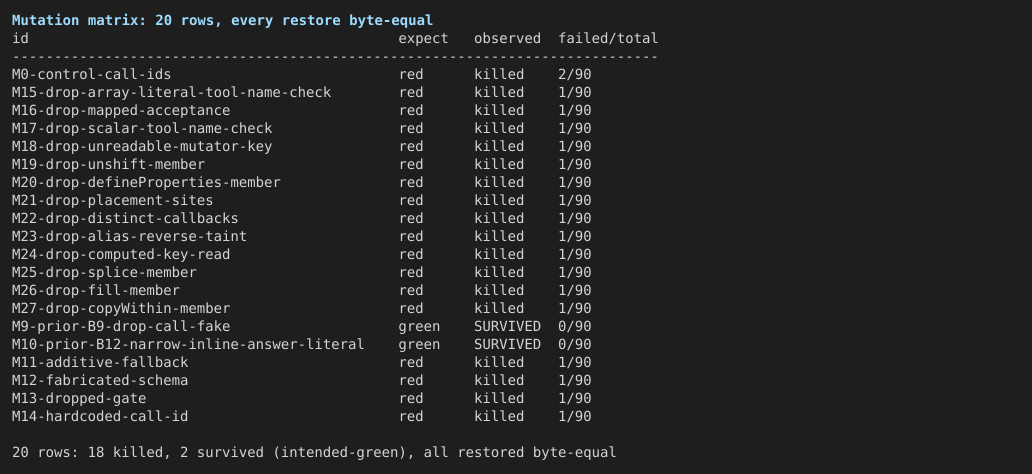 Mutation matrix: 20 rows, every restore byte-equal
id expect observed failed/total
-----------------------------------------------------------------------------
M0-control-call-ids red killed 2/90
M15-drop-array-literal-tool-name-check red killed 1/90
M16-drop-mapped-acceptance red killed 1/90
M17-drop-scalar-tool-name-check red killed 1/90
M18-drop-unreadable-mutator-key red killed 1/90
M19-drop-unshift-member red killed 1/90
M20-drop-defineProperties-member red killed 1/90
M21-drop-placement-sites red killed 1/90
M22-drop-distinct-callbacks red killed 1/90
M23-drop-alias-reverse-taint red killed 1/90
M24-drop-computed-key-read red killed 1/90
M25-drop-splice-member red killed 1/90
M26-drop-fill-member red killed 1/90
M27-drop-copyWithin-member red killed 1/90
M9-prior-B9-drop-call-fake green SURVIVED 0/90
M10-prior-B12-narrow-inline-answer-literal green SURVIVED 0/90
M11-additive-fallback red killed 1/90
M12-fabricated-schema red killed 1/90
M13-dropped-gate red killed 1/90
M14-hardcoded-call-id red killed 1/90
20 rows: 18 killed, 2 survived (intended-green), all restored byte-equal